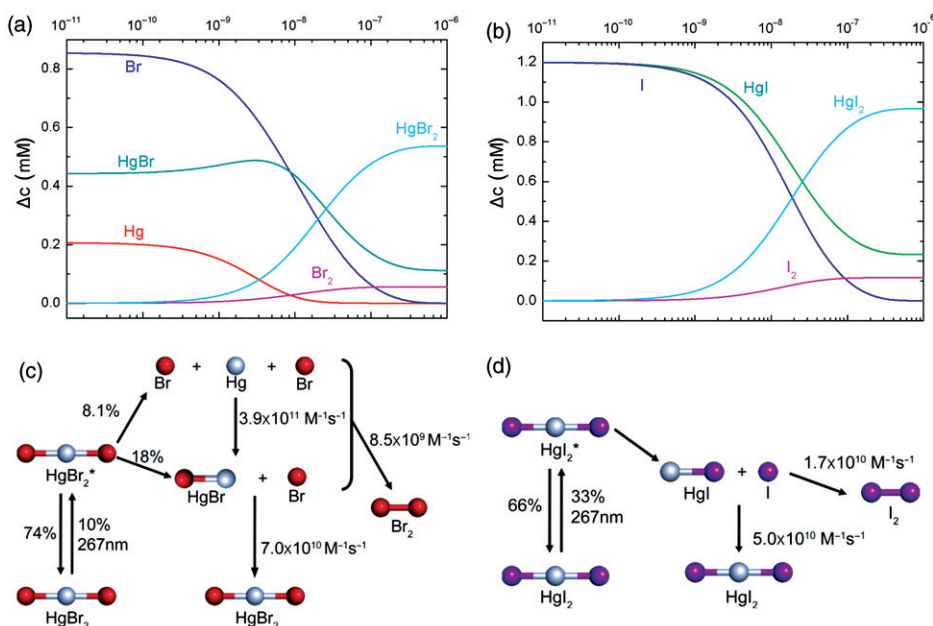 (a)
10⁻¹¹ 10⁻¹⁰ 10⁻⁹ 10⁻⁸ 10⁻⁷ 10⁻⁶
0.8
0.6
0.4
0.2
0.0
Δc (mM)
Br
HgBr
Hg
HgBr₂
Br₂
(b)
10⁻¹¹ 10⁻¹⁰ 10⁻⁹ 10⁻⁸ 10⁻⁷ 10⁻⁶
1.2
1.0
0.8
0.6
0.4
0.2
0.0
Δc (mM)
I
HgI
HgI₂
I₂
(c)
Br + Hg + Br
8.1%
3.9x10¹¹ M⁻¹s⁻¹
8.5x10⁹ M⁻¹s⁻¹
HgBr₂*
18%
HgBr + Br
Br₂
74%
10%
267nm
7.0x10¹⁰ M⁻¹s⁻¹
HgBr₂
HgBr₂
(d)
HgI₂*
HgI + I
1.7x10¹⁰ M⁻¹s⁻¹
I₂
66%
33%
267nm
5.0x10¹⁰ M⁻¹s⁻¹
HgI₂
HgI₂